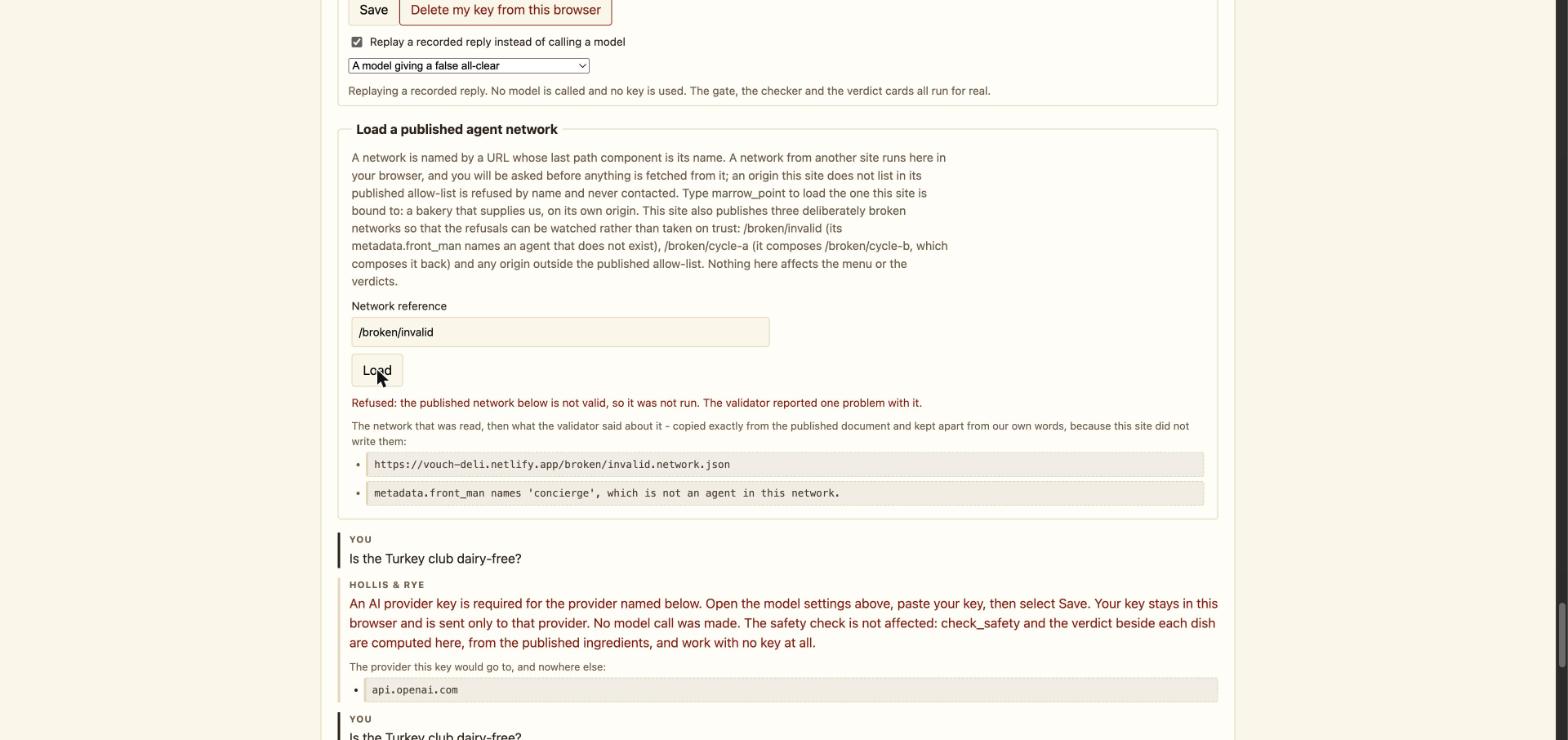 Save
Delete my key from this browser
Replay a recorded reply instead of calling a model
A model giving a false all-clear
Replaying a recorded reply. No model is called and no key is used. The gate, the checker and the verdict cards all run for real.
Load a published agent network
A network is named by a URL whose last path component is its name. A network from another site runs here in
your browser, and you will be asked before anything is fetched from it; an origin this site does not list in its
published allow-list is refused by name and never contacted. Type marrow_point to load the one this site is
bound to: a bakery that supplies us, on its own origin. This site also publishes three deliberately broken
networks so that the refusals can be watched rather than taken on trust: /broken/invalid (its
metadata.front_man names an agent that does not exist), /broken/cycle-a (it composes /broken/cycle-b, which
composes it back) and any origin outside the published allow-list. Nothing here affects the menu or the
verdicts.
Network reference
/broken/invalid
Load
Refused: the published network below is not valid, so it was not run. The validator reported one problem with it.
The network that was read, then what the validator said about it - copied exactly from the published document and kept apart from our own words, because this site did not
write them:
• https://vouch-deli.netlify.app/broken/invalid.network.json
• metadata.front_man names 'concierge', which is not an agent in this network.
YOU
Is the Turkey club dairy-free?
HOLLIS & RYE
An AI provider key is required for the provider named below. Open the model settings above, paste your key, then select Save. Your key stays in this
browser and is sent only to that provider. No model call was made. The safety check is not affected: check_safety and the verdict beside each dish
are computed here, from the published ingredients, and work with no key at all.
The provider this key would go to, and nowhere else:
• api.openai.com
YOU
Is the Turkey club dairy-free?